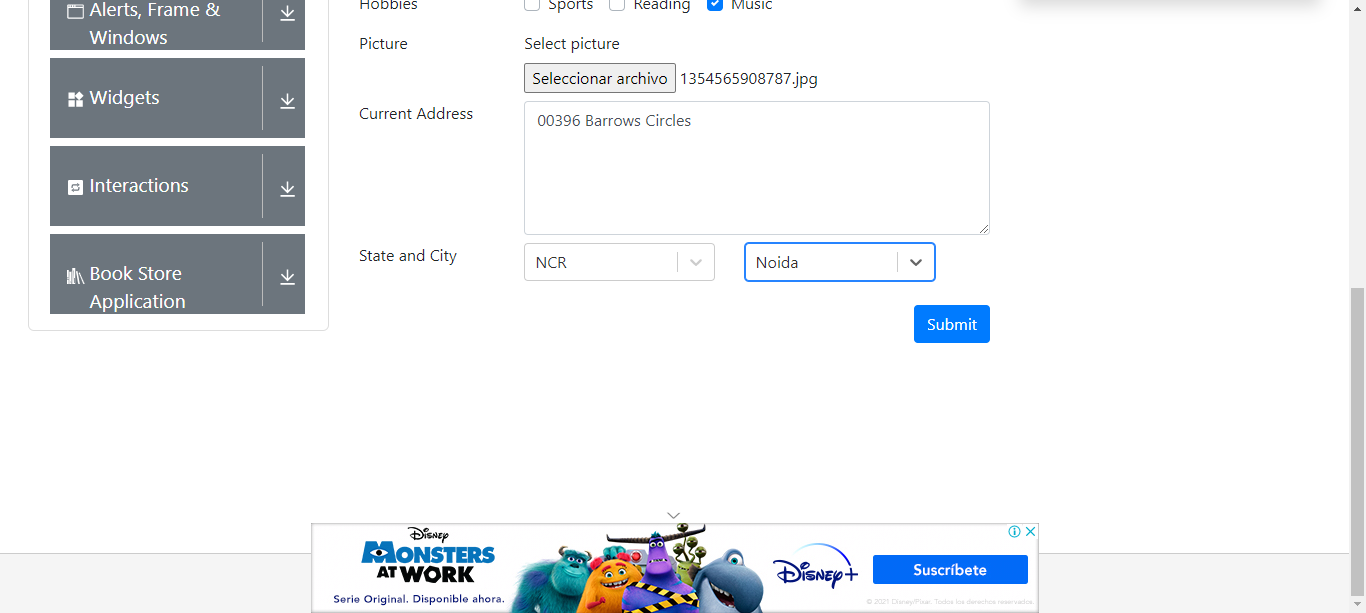 Alerts, Frame &
Windows
Widgets
Interactions
Book Store
Application
Hobbies
Sports Reading Music
Picture
Select picture
Seleccionar archivo 1354565908787.jpg
Current Address
00396 Barrows Circles
State and City
NCR
Noida
Submit
Disney
MONSTERS
AT WORK
Serie Original. Disponible ahora.
Disney+
Suscríbete
© 2021 Disney/Pixar. Todos los derechos reservados.